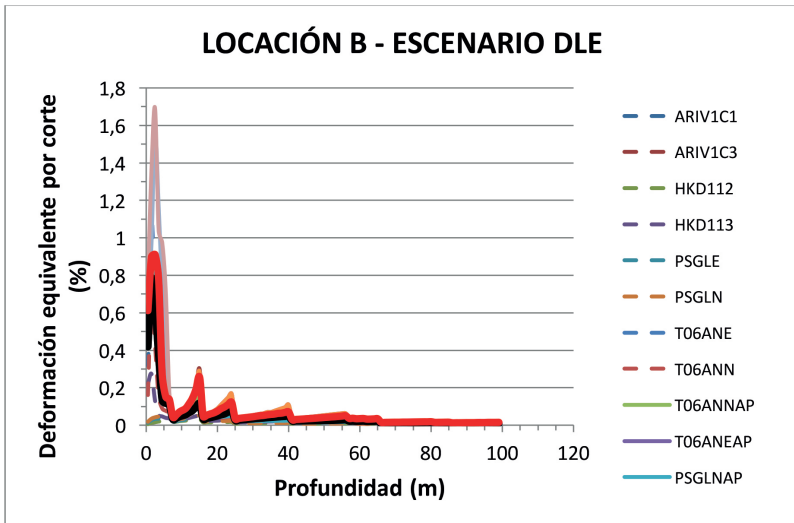 LOCACIÓN B - ESCENARIO DLE
Deformación equivalente por corte
(%)
1,8
1,6
1,4
1,2
1
0,8
0,6
0,4
0,2
0
0 20 40 60 80 100 120
Profundidad (m)
ARIV1C1
ARIV1C3
HKD112
HKD113
PSGLE
PSGLN
T06ANE
T06ANN
T06ANNAP
T06ANEAP
PSGLNAP